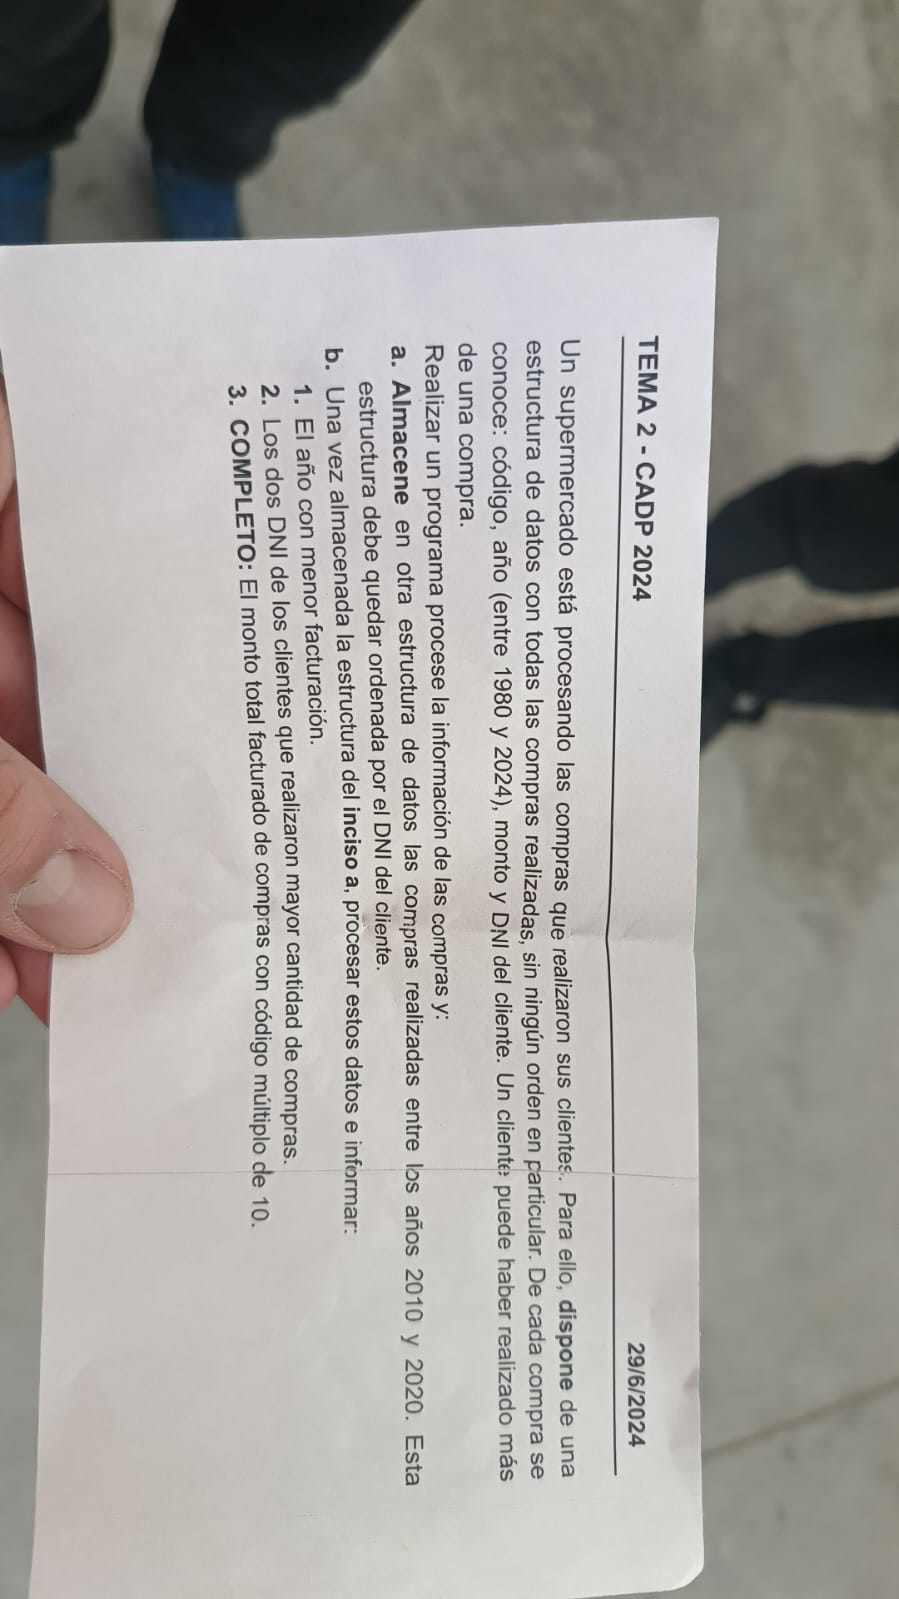 TEMA 2 - CADP 2024 29/6/2024
Un supermercado está procesando las compras que realizaron sus clientes. Para ello, dispone de una
estructura de datos con todas las compras realizadas, sin ningún orden en particular. De cada compra se
conoce: código, año (entre 1980 y 2024), monto y DNI del cliente. Un cliente puede haber realizado más
de una compra.
Realizar un programa procese la información de las compras y:
a. Almacene en otra estructura de datos las compras realizadas entre los años 2010 y 2020. Esta
estructura debe quedar ordenada por el DNI del cliente.
b. Una vez almacenada la estructura del inciso a, procesar estos datos e informar:
1. El año con menor facturación.
2. Los dos DNI de los clientes que realizaron mayor cantidad de compras.
3. COMPLETO: El monto total facturado de compras con código múltiplo de 10.